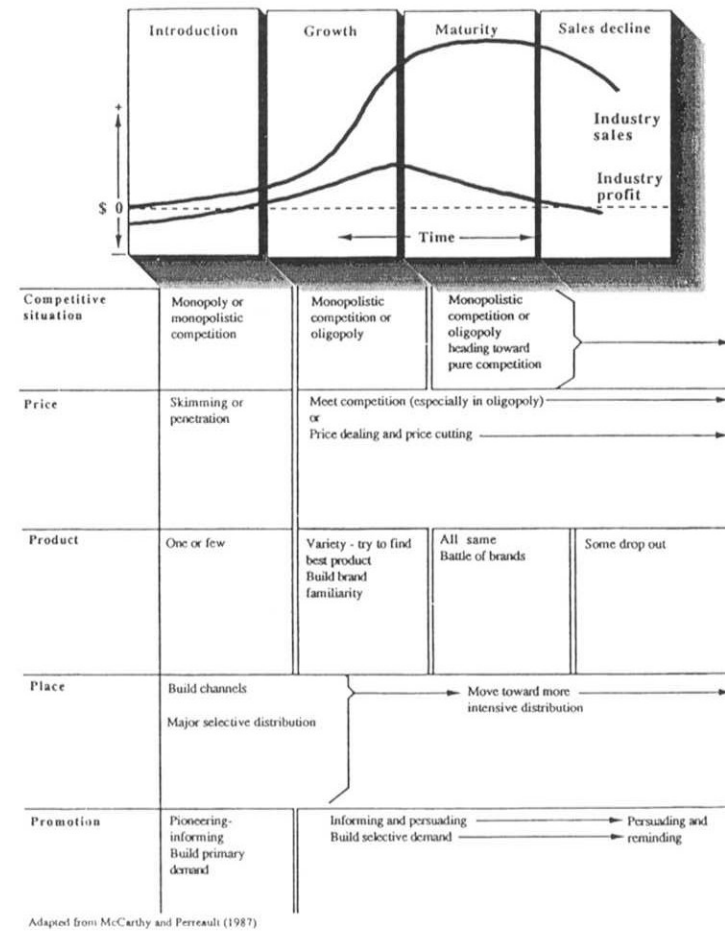 Introduction
Growth
Maturity
Sales decline
+
Industry
sales
Industry
profit
$ 0
Time
—
Competitive
situation
Monopoly or
monopolistic
competition
Monopolistic
competition or
oligopoly
Monopolistic
competition or
oligopoly
heading toward
pure competition
Price
Skimming or
penetration
Meet competition (especially in oligopoly)
or
Price dealing and price cutting
Product
One or few
Variety - try to find
best product
Build brand
familiarity
All same
Battle of brands
Some drop out
Place
Build channels
Major selective distribution
Move toward more
intensive distribution
Promotion
Pioneering-
informing
Build primary
demand
Informing and persuading
Build selective demand
Persuading and
reminding
Adapted from McCarthy and Perreault (1987)